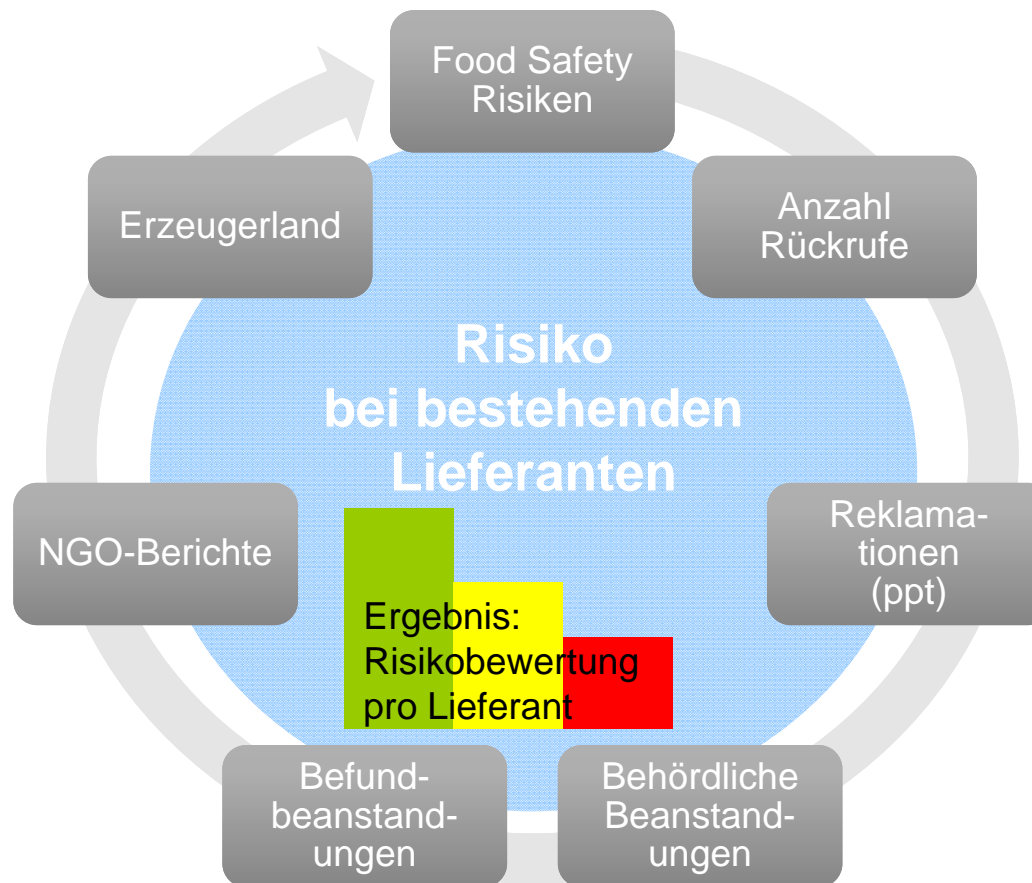 Food Safety
Risiken
Anzahl
Rückrufe
Reklama-
tionen
(ppt)
Behördliche
Beanstand-
ungen
Befund-
beanstand-
ungen
NGO-Berichte
Erzeugerland
Risiko
bei bestehenden
Lieferanten
Ergebnis:
Risikobewertung
pro Lieferant